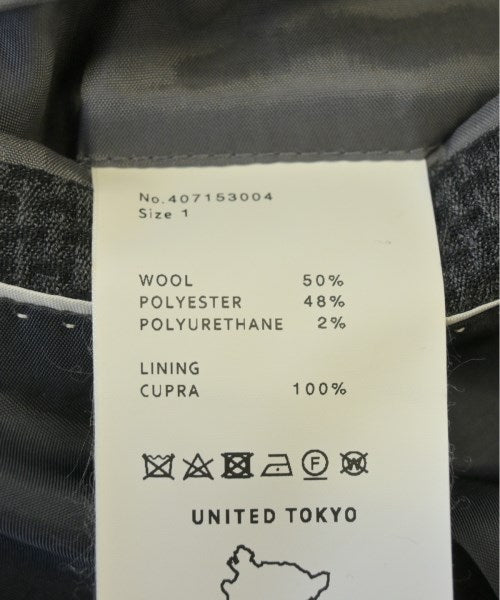 No.407153004
Size 1
WOOL 50%
POLYESTER 48%
POLYURETHANE 2%
LINING
CUPRA 100%
F W
UNITED TOKYO